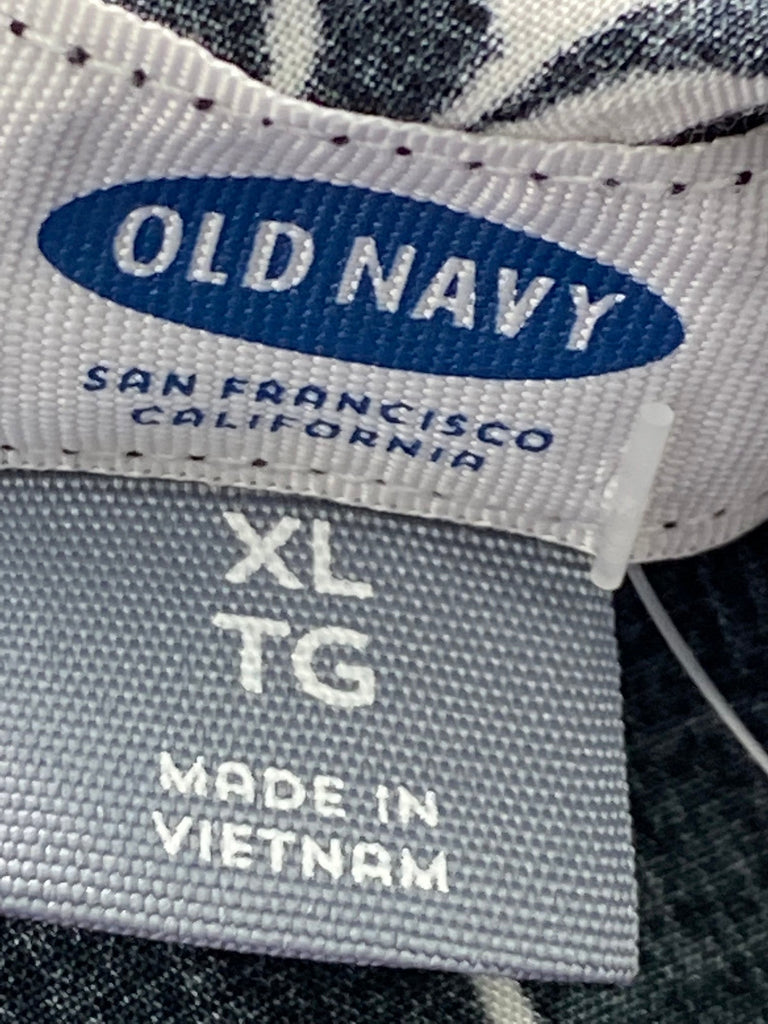 OLD NAVY
SAN FRANCISCO
CALIFORNIA
XL
TG
MADE IN
VIETNAM